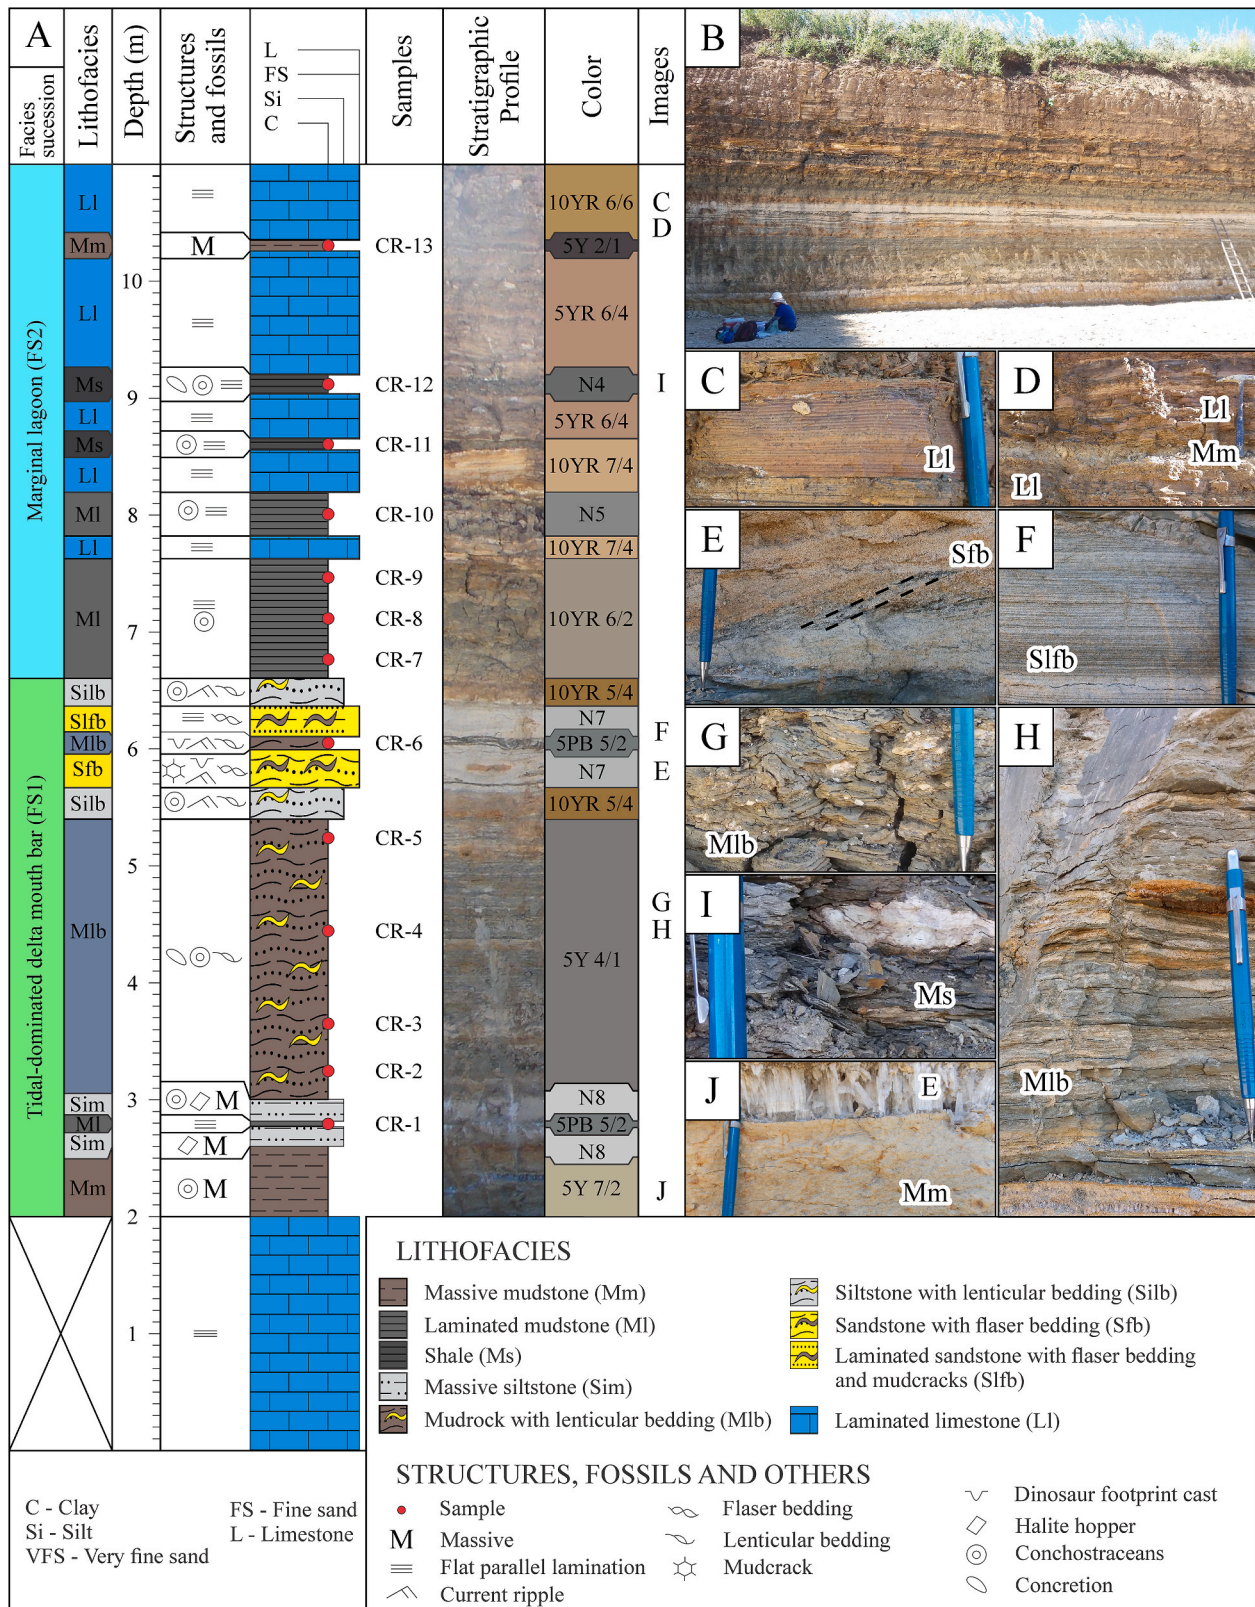 A
Facies
sucession
Lithofacies
Depth (m)
Structures
and fossils
L
FS
Si
C
Samples
Stratigraphic
Profile
Color
Images
Marginal lagoon (FS2)
Tidal-dominated delta mouth bar (FS1)
Ll
10YR 6/6
C
D
Mm
M
CR-13
5Y 2/1
10
Ll
5YR 6/4
Ms
CR-12
N4
I
9
Ll
5YR 6/4
Ms
CR-11
Ll
10YR 7/4
Ml
8
CR-10
N5
Ll
10YR 7/4
CR-9
Ml
7
CR-8
10YR 6/2
CR-7
Silb
10YR 5/4
Slfb
N7
F
Mlb
6
CR-6
5PB 5/2
Sfb
N7
E
Silb
10YR 5/4
5
CR-5
G
Mlb
CR-4
H
5Y 4/1
4
CR-3
CR-2
Sim
3
M
N8
Ml
CR-1
5PB 5/2
Sim
M
N8
Mm
M
5Y 7/2
J
2
1
B
C
Ll
D
Ll
Mm
Ll
E
Sfb
F
Slfb
G
Mlb
H
Mlb
I
Ms
J
E
Mm
LITHOFACIES
Massive mudstone (Mm)
Laminated mudstone (Ml)
Shale (Ms)
Massive siltstone (Sim)
Mudrock with lenticular bedding (Mlb)
Siltstone with lenticular bedding (Silb)
Sandstone with flaser bedding (Sfb)
Laminated sandstone with flaser bedding
and mudcracks (Slfb)
Laminated limestone (Ll)
C - Clay
Si - Silt
VFS - Very fine sand
FS - Fine sand
L - Limestone
STRUCTURES, FOSSILS AND OTHERS
Sample
M Massive
Flat parallel lamination
Current ripple
Flaser bedding
Lenticular bedding
Mudcrack
Dinosaur footprint cast
Halite hopper
Conchostraceans
Concretion